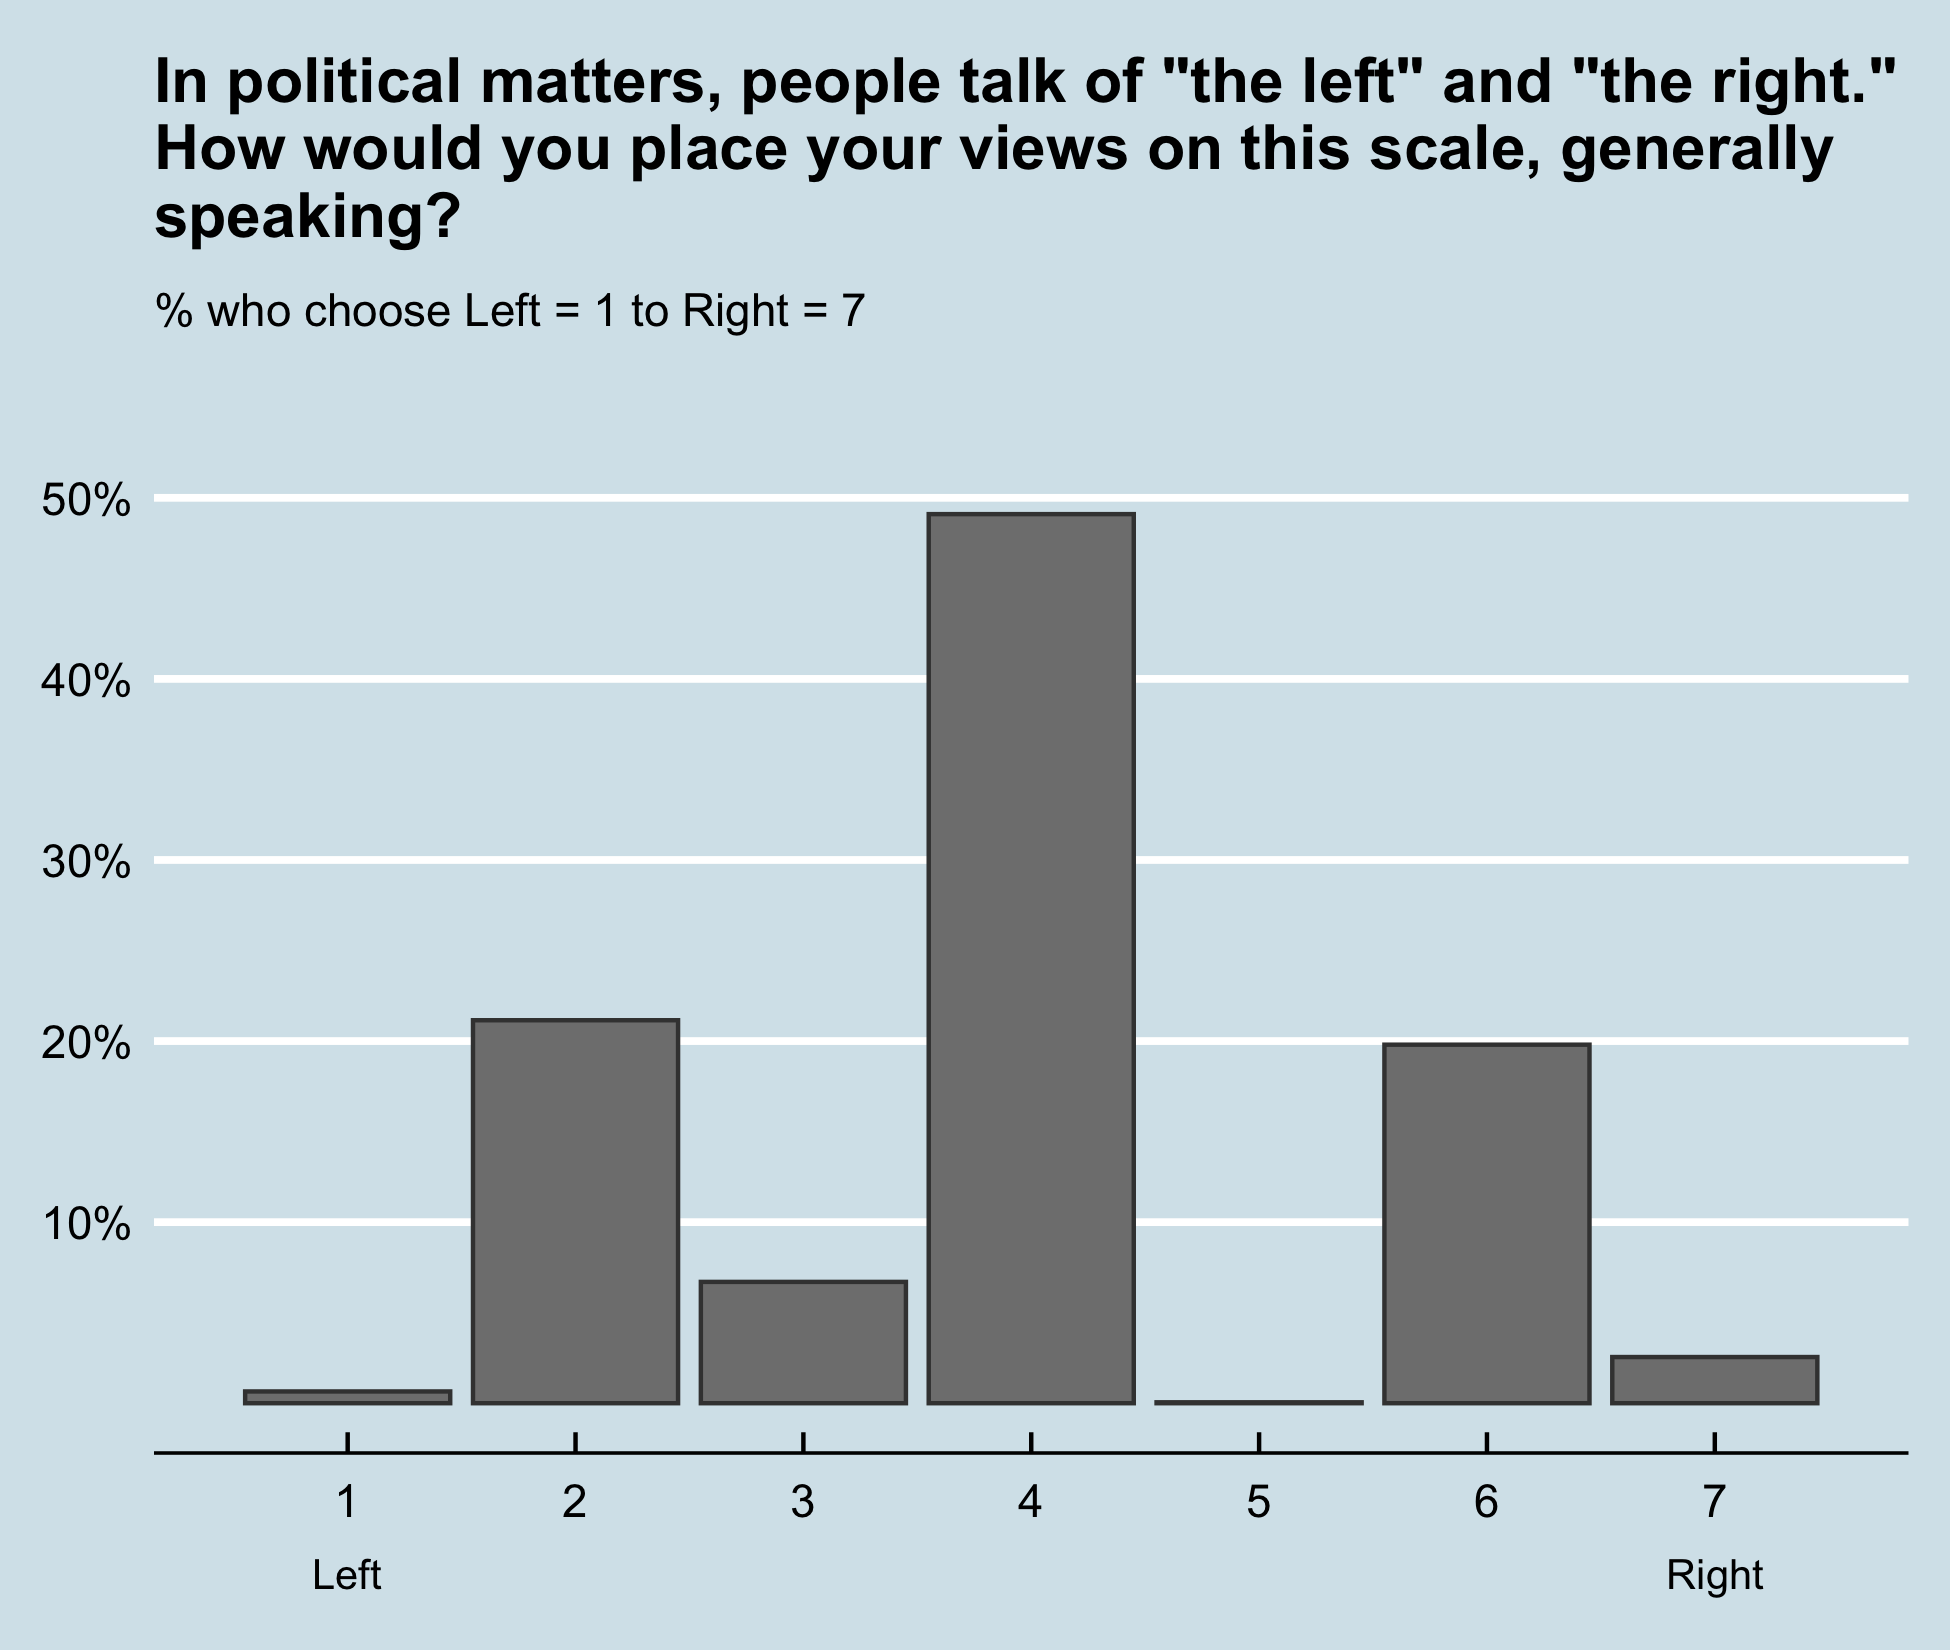 In political matters, people talk of "the left" and "the right."
How would you place your views on this scale, generally
speaking?
% who choose Left = 1 to Right = 7
50%
40%
30%
20%
10%
1 2 3 4 5 6 7
Left Right